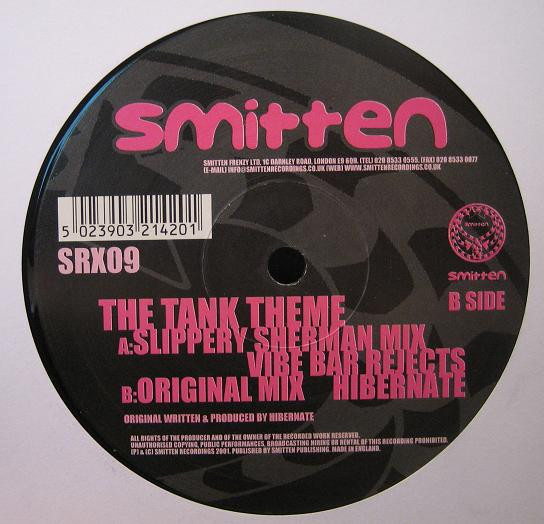 smitten
SMITTEN FRENZY LTD, 1C DARNLEY ROAD, LONDON E9 6QH. (TEL) 020 8533 0555. (FAX) 020 8533 0077
(E-MAIL) INFO@SMITTENRECORDINGS.CO.UK (WEB) WWW.SMITTENRECORDINGS.CO.UK
5 023903 214201
SRX09
smitten
smitten
B SIDE
THE TANK THEME
A:SLIPPERY SHERMAN MIX
VIBE BAR REJECTS
B:ORIGINAL MIX HIBERNATE
ORIGINAL WRITTEN & PRODUCED BY HIBERNATE
ALL RIGHTS OF THE PRODUCER AND OF THE OWNER OF THE RECORDED WORK RESERVED.
UNAUTHORISED COPYING, PUBLIC PERFORMANCES, BROADCASTING HIRING OR RENTAL OF THIS RECORDING PROHIBITED.
(P) & (C) SMITTEN RECORDINGS 2001. PUBLISHED BY SMITTEN PUBLISHING. MADE IN ENGLAND.